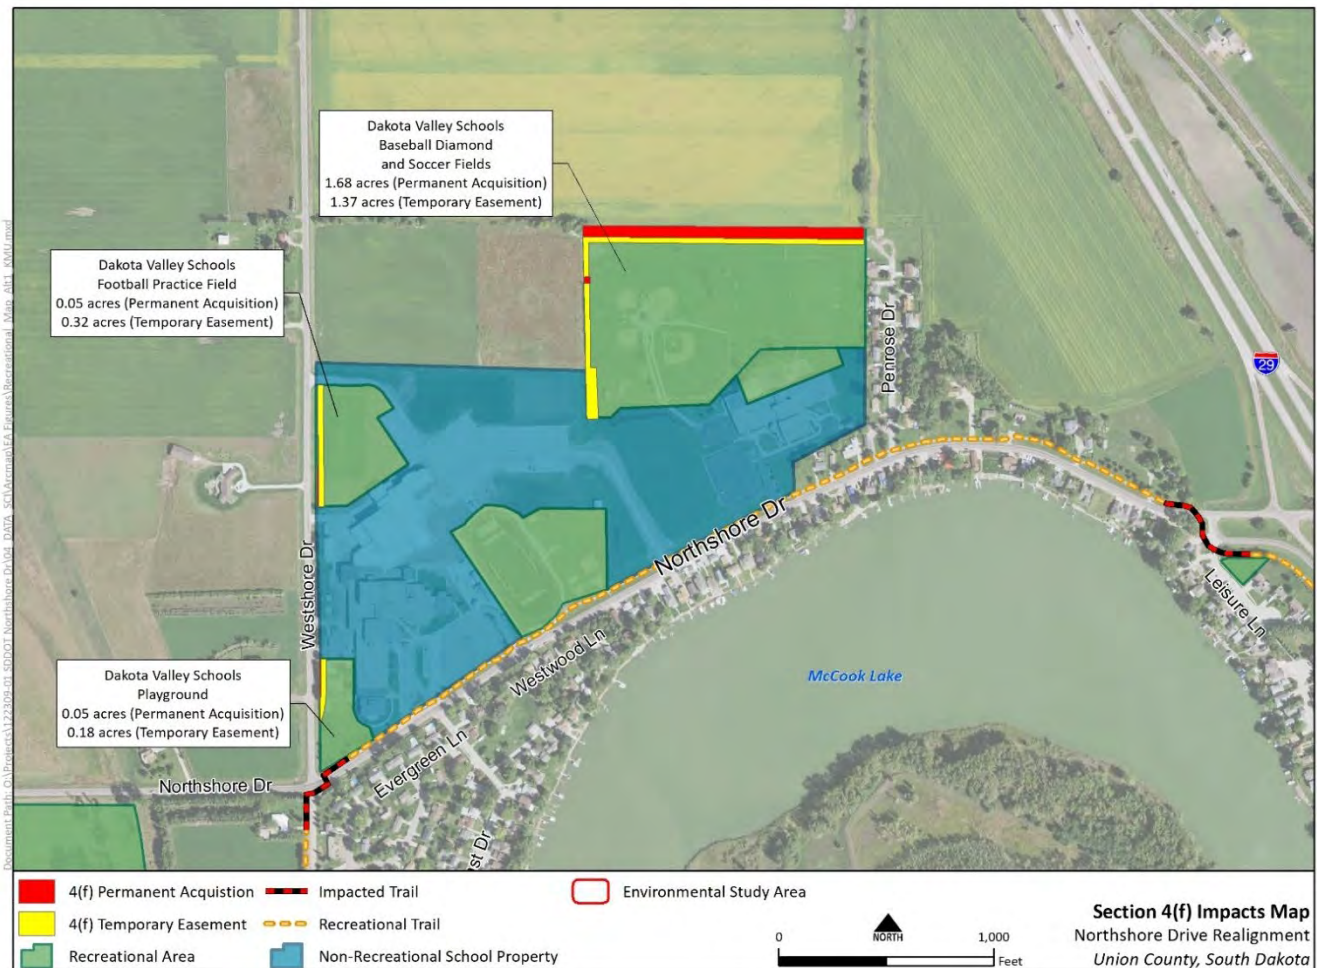 Dakota Valley Schools
Baseball Diamond
and Soccer Fields
1.68 acres (Permanent Acquisition)
1.37 acres (Temporary Easement)
Dakota Valley Schools
Football Practice Field
0.05 acres (Permanent Acquisition)
0.32 acres (Temporary Easement)
Penrose Dr
29
Westshore Dr
Northshore Dr
Leisure Ln
Westwood Ln
Dakota Valley Schools
Playground
0.05 acres (Permanent Acquisition)
0.18 acres (Temporary Easement)
McCook Lake
Evergreen Ln
Northshore Dr
st Dr
4(f) Permanent Acquistion
Impacted Trail
Environmental Study Area
4(f) Temporary Easement
Recreational Trail
Recreational Area
Non-Recreational School Property
0
NORTH
1,000
Feet
Section 4(f) Impacts Map
Northshore Drive Realignment
Union County, South Dakota